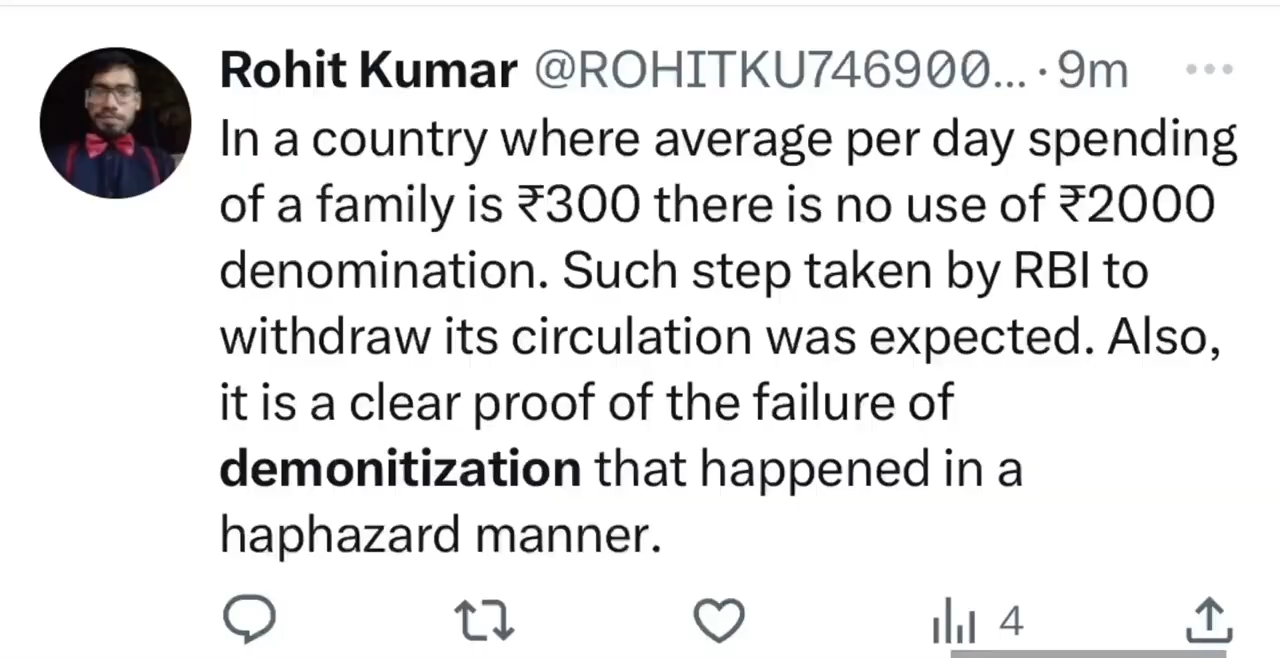 Rohit Kumar @ROHITKU746900... · 9m
In a country where average per day spending
of a family is ₹300 there is no use of ₹2000
denomination. Such step taken by RBI to
withdraw its circulation was expected. Also,
it is a clear proof of the failure of
demonitization that happened in a
haphazard manner.
4